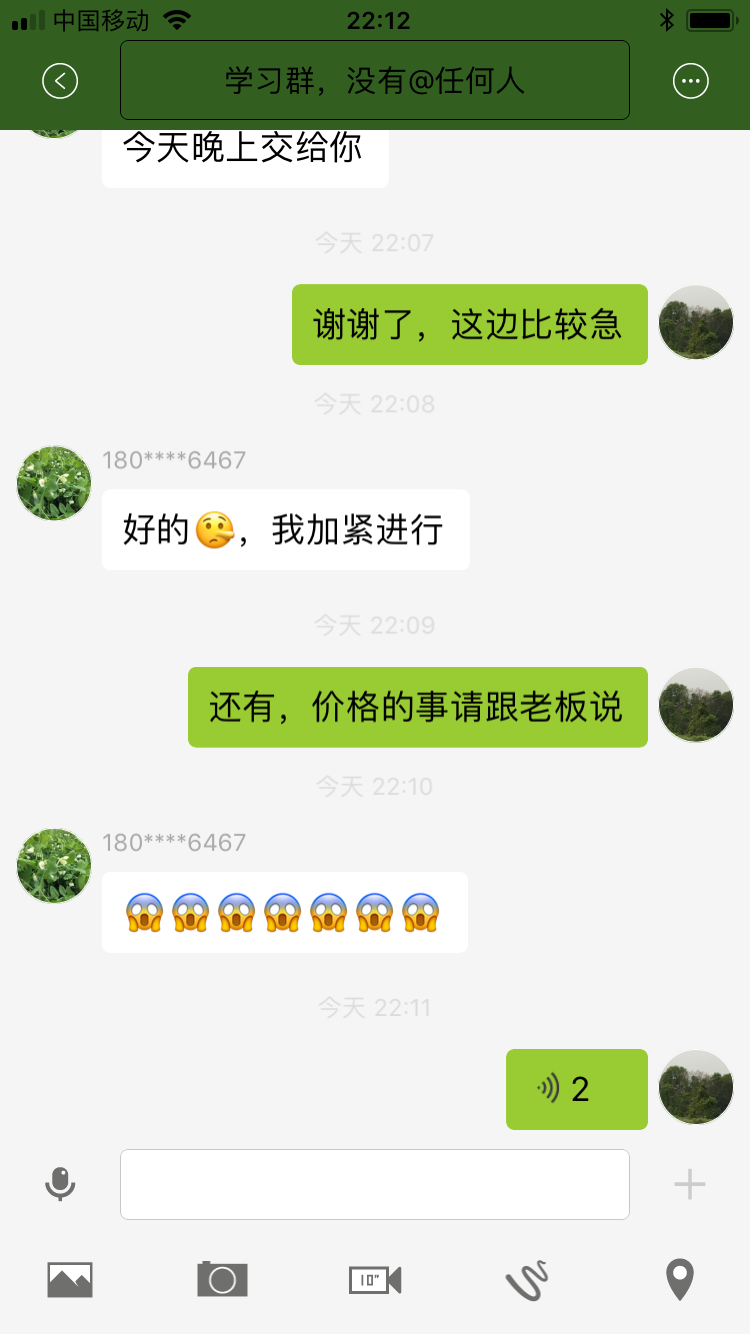 中国移动 22:12
学习群，没有@任何人
今天晚上交给你
今天 22:07
谢谢了，这边比较急
今天 22:08
180****6467
好的🤥，我加紧进行
今天 22:09
还有，价格的事请跟老板说
今天 22:10
180****6467
😱😱😱😱😱😱😱
今天 22:11
2
10"